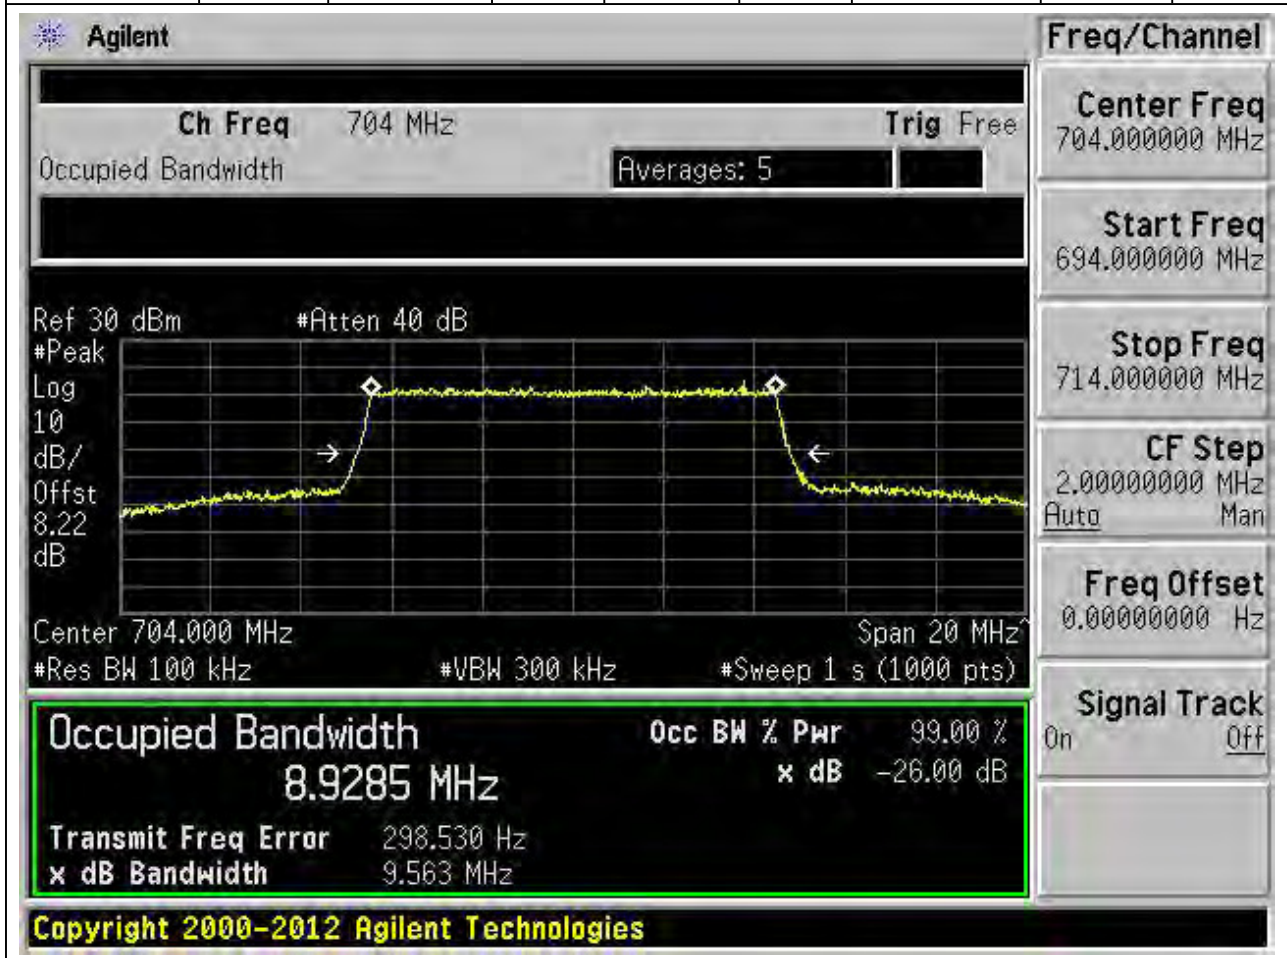 Agilent
Freq/Channel
Ch Freq 704 MHz Trig Free
Occupied Bandwidth Averages: 5
Center Freq
704.000000 MHz
Start Freq
694.000000 MHz
Stop Freq
714.000000 MHz
CF Step
2.00000000 MHz
Auto Man
Freq Offset
0.00000000 Hz
Signal Track
On Off
Ref 30 dBm #Atten 40 dB
#Peak
Log
10
dB/
Offst
8.22
dB
Center 704.000 MHz Span 20 MHz^
#Res BW 100 kHz #VBW 300 kHz #Sweep 1 s (1000 pts)
Occupied Bandwidth Occ BW % Pwr 99.00 %
8.9285 MHz x dB -26.00 dB
Transmit Freq Error 298.530 Hz
x dB Bandwidth 9.563 MHz
Copyright 2000-2012 Agilent Technologies